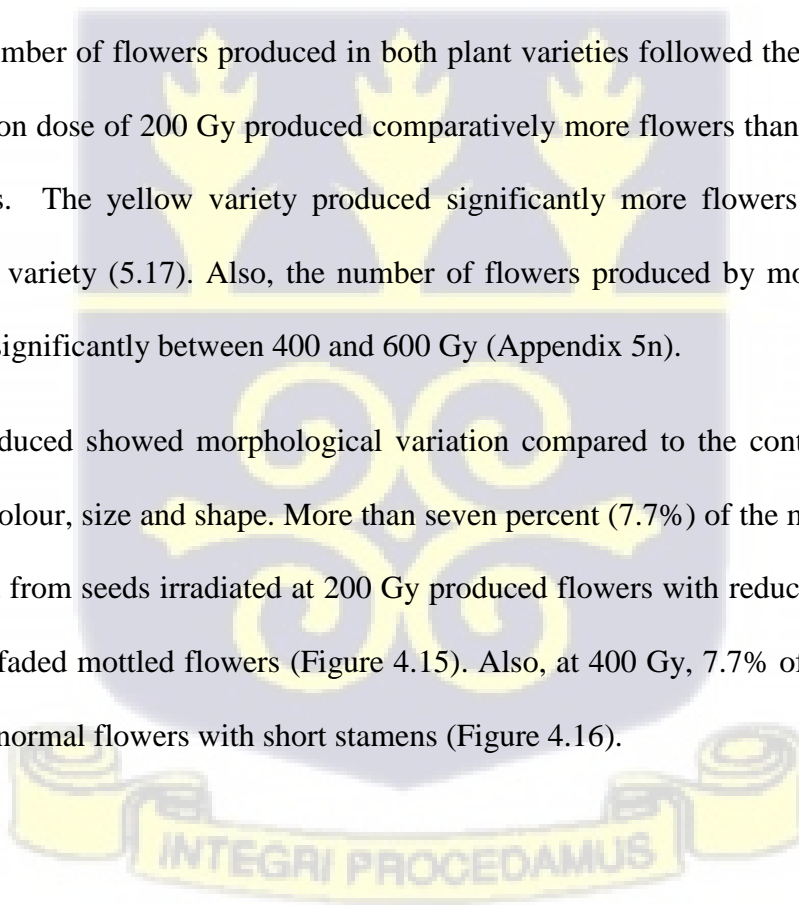 mber of flowers produced in both plant varieties followed the
on dose of 200 Gy produced comparatively more flowers than
s. The yellow variety produced significantly more flowers
variety (5.17). Also, the number of flowers produced by mo
significantly between 400 and 600 Gy (Appendix 5n).
duced showed morphological variation compared to the cont
olour, size and shape. More than seven percent (7.7%) of the m
from seeds irradiated at 200 Gy produced flowers with reduc
faded mottled flowers (Figure 4.15). Also, at 400 Gy, 7.7% of
normal flowers with short stamens (Figure 4.16).
INTEGRI PROCEDAMUS